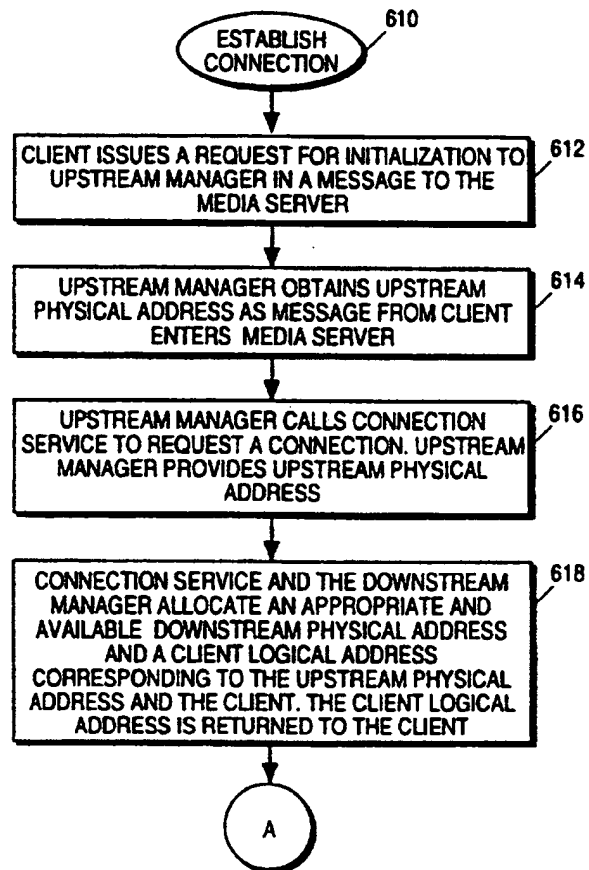 ESTABLISH
CONNECTION
610
CLIENT ISSUES A REQUEST FOR INITIALIZATION TO
UPSTREAM MANAGER IN A MESSAGE TO THE
MEDIA SERVER
612
UPSTREAM MANAGER OBTAINS UPSTREAM
PHYSICAL ADDRESS AS MESSAGE FROM CLIENT
ENTERS MEDIA SERVER
614
UPSTREAM MANAGER CALLS CONNECTION
SERVICE TO REQUEST A CONNECTION. UPSTREAM
MANAGER PROVIDES UPSTREAM PHYSICAL
ADDRESS
616
CONNECTION SERVICE AND THE DOWNSTREAM
MANAGER ALLOCATE AN APPROPRIATE AND
AVAILABLE DOWNSTREAM PHYSICAL ADDRESS
AND A CLIENT LOGICAL ADDRESS
CORRESPONDING TO THE UPSTREAM PHYSICAL
ADDRESS AND THE CLIENT. THE CLIENT LOGICAL
ADDRESS IS RETURNED TO THE CLIENT
618
A